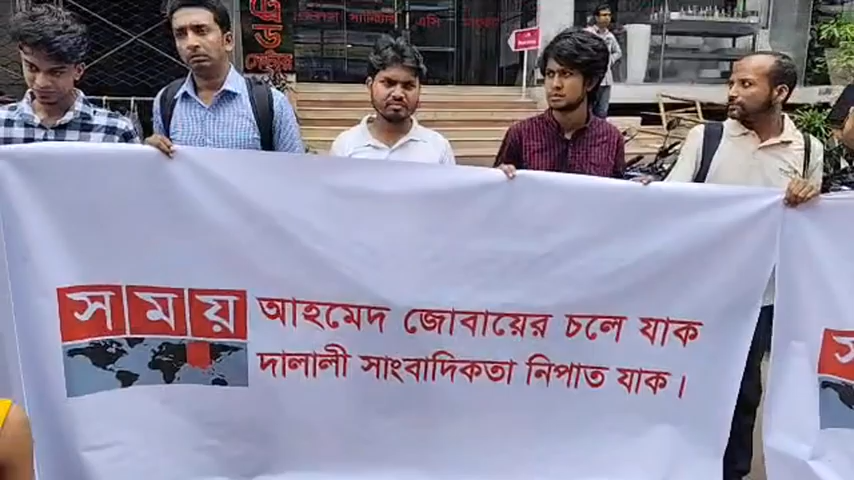 সময়
আহমেদ জোবায়ের চলে যাক
দালালী সাংবাদিকতা নিপাত যাক।
স